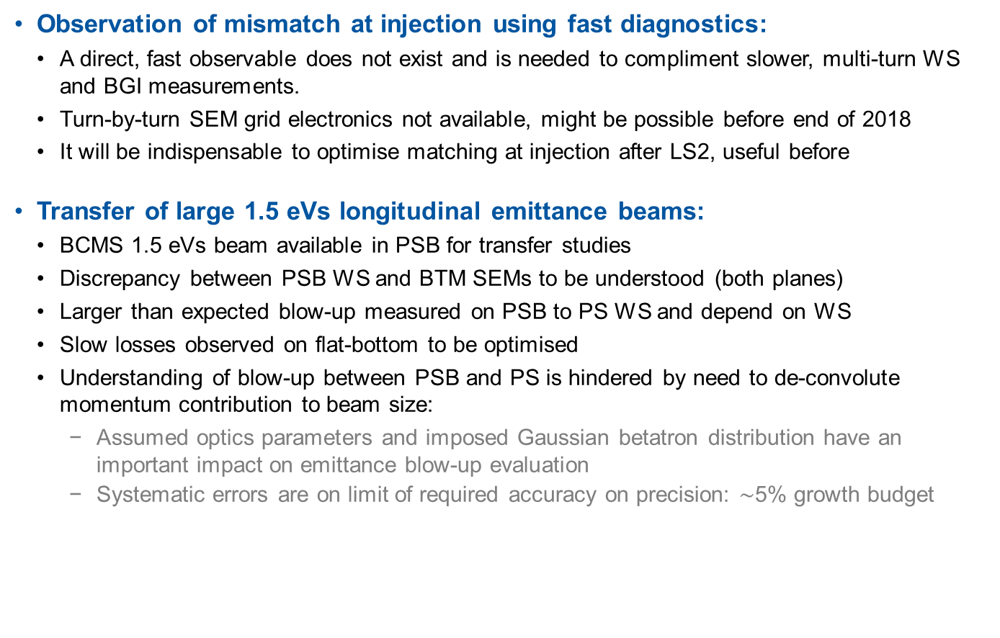 • Observation of mismatch at injection using fast diagnostics:
• A direct, fast observable does not exist and is needed to compliment slower, multi-turn WS
and BGI measurements.
• Turn-by-turn SEM grid electronics not available, might be possible before end of 2018
• It will be indispensable to optimise matching at injection after LS2, useful before
• Transfer of large 1.5 eVs longitudinal emittance beams:
• BCMS 1.5 eVs beam available in PSB for transfer studies
• Discrepancy between PSB WS and BTM SEMs to be understood (both planes)
• Larger than expected blow-up measured on PSB to PS WS and depend on WS
• Slow losses observed on flat-bottom to be optimised
• Understanding of blow-up between PSB and PS is hindered by need to de-convolute
momentum contribution to beam size:
− Assumed optics parameters and imposed Gaussian betatron distribution have an
important impact on emittance blow-up evaluation
− Systematic errors are on limit of required accuracy on precision: ~5% growth budget